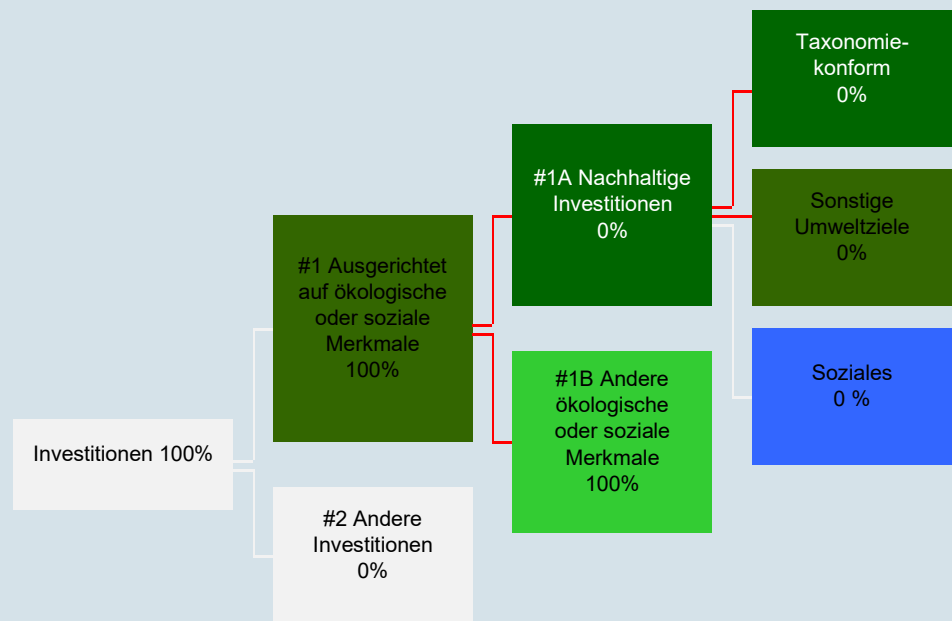 Investitionen 100%
#1 Ausgerichtet
auf ökologische
oder soziale
Merkmale
100%
#2 Andere
Investitionen
0%
#1A Nachhaltige
Investitionen
0%
#1B Andere
ökologische
oder soziale
Merkmale
100%
Taxonomie-
konform
0%
Sonstige
Umweltziele
0%
Soziales
0 %